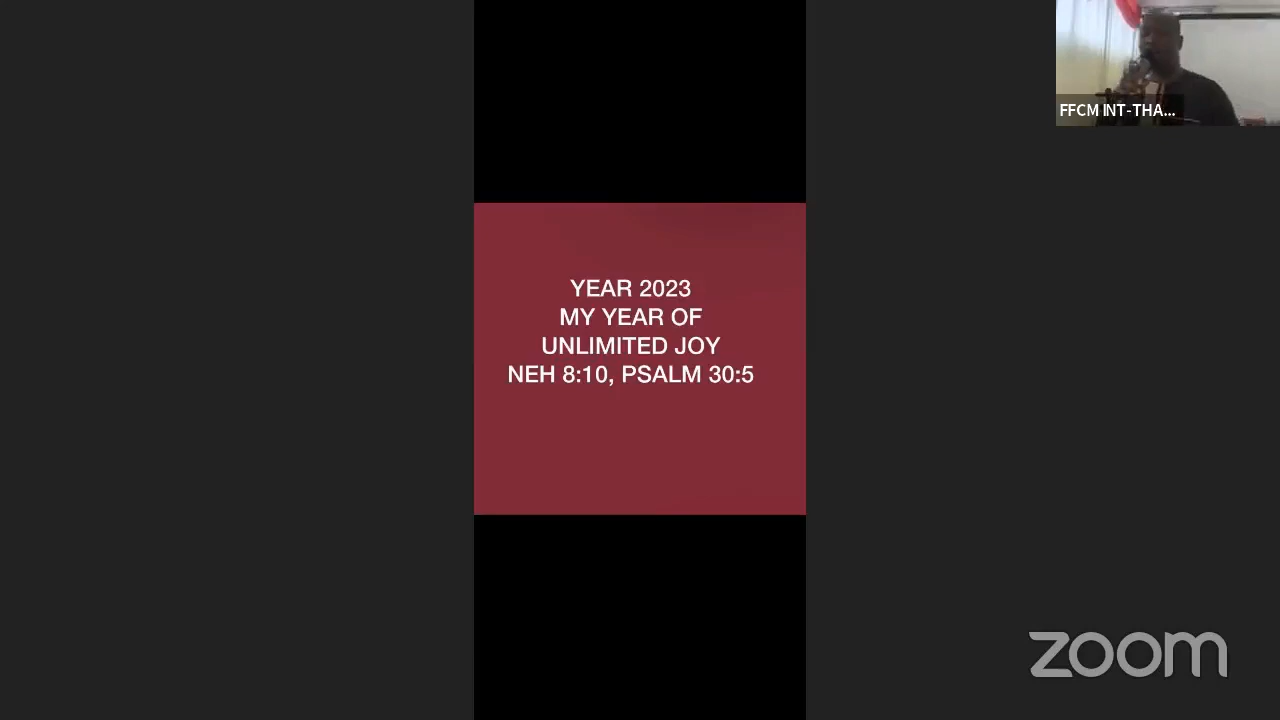 YEAR 2023
MY YEAR OF
UNLIMITED JOY
NEH 8:10, PSALM 30:5
FFCM INT-THA...
zoom